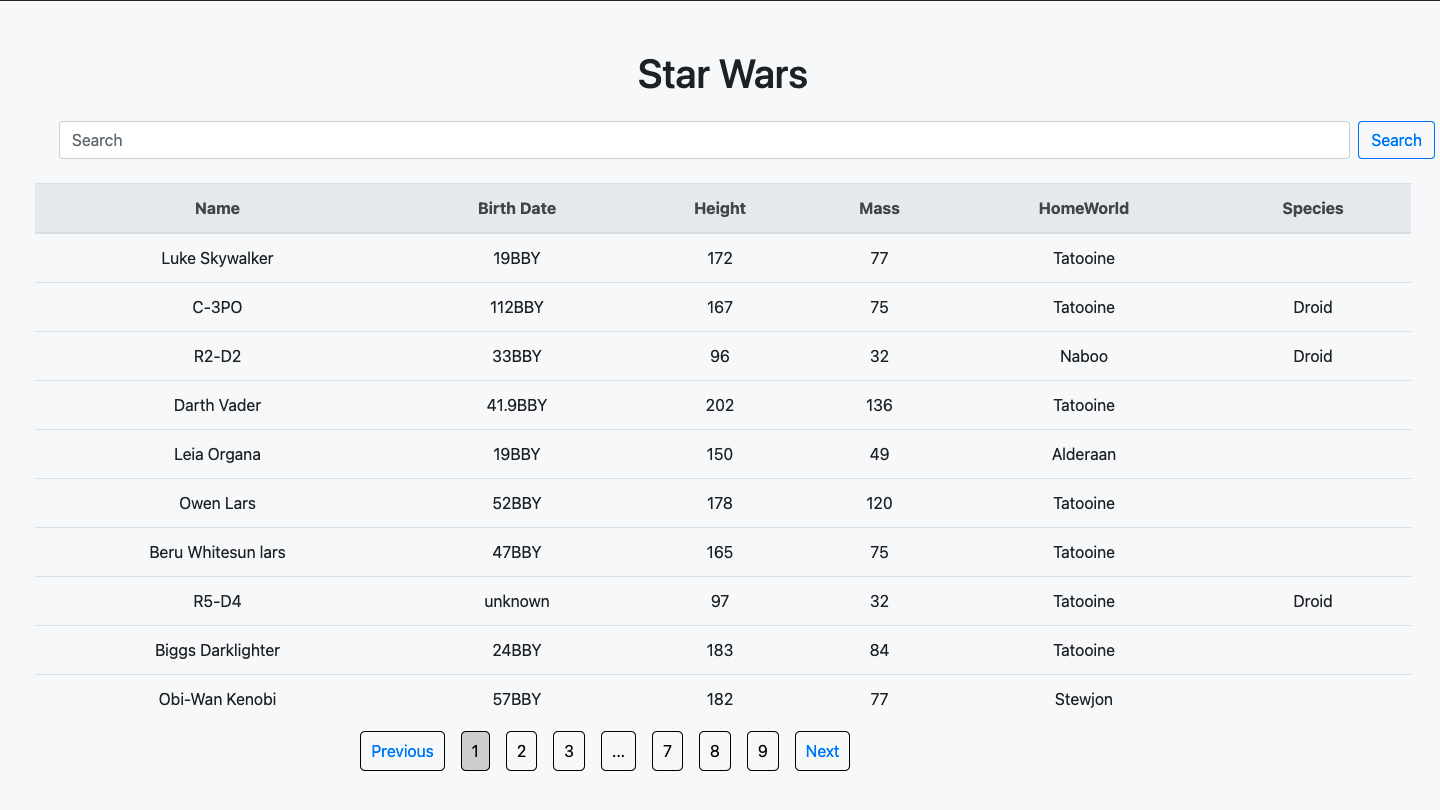 Star Wars
Search Search
Name Birth Date Height Mass HomeWorld Species
Luke Skywalker 19BBY 172 77 Tatooine
C-3PO 112BBY 167 75 Tatooine Droid
R2-D2 33BBY 96 32 Naboo Droid
Darth Vader 41.9BBY 202 136 Tatooine
Leia Organa 19BBY 150 49 Alderaan
Owen Lars 52BBY 178 120 Tatooine
Beru Whitesun lars 47BBY 165 75 Tatooine
R5-D4 unknown 97 32 Tatooine Droid
Biggs Darklighter 24BBY 183 84 Tatooine
Obi-Wan Kenobi 57BBY 182 77 Stewjon
Previous 1 2 3 ... 7 8 9 Next